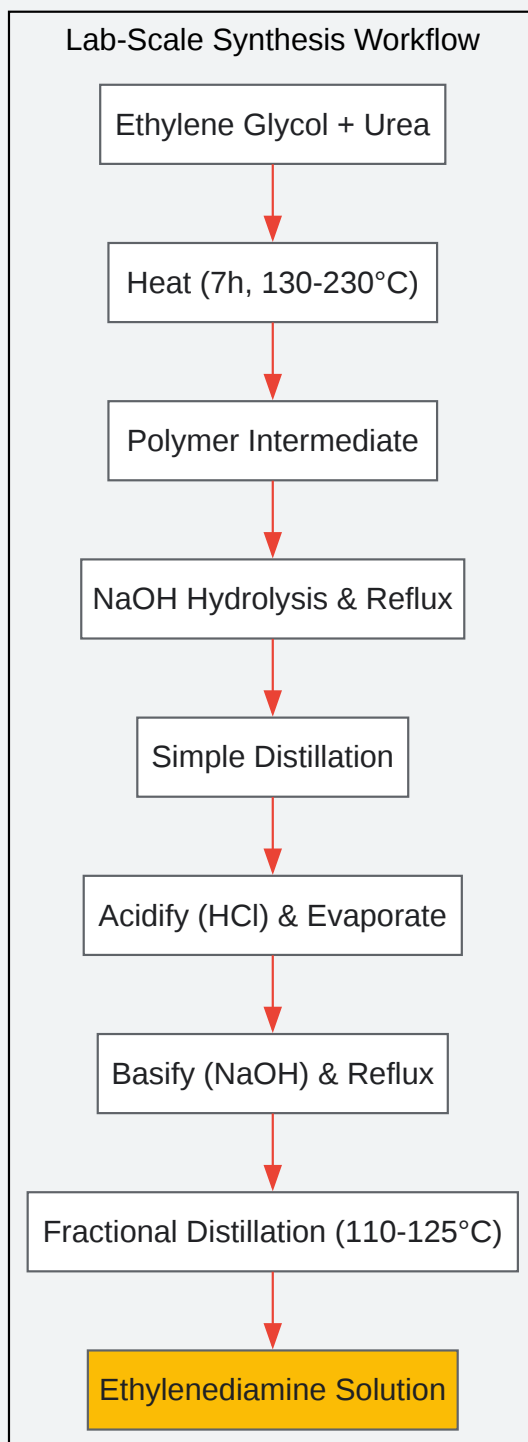 Lab-Scale Synthesis Workflow
Ethylene Glycol + Urea
Heat (7h, 130-230°C)
Polymer Intermediate
NaOH Hydrolysis & Reflux
Simple Distillation
Acidify (HCl) & Evaporate
Basify (NaOH) & Reflux
Fractional Distillation (110-125°C)
Ethylenediamine Solution